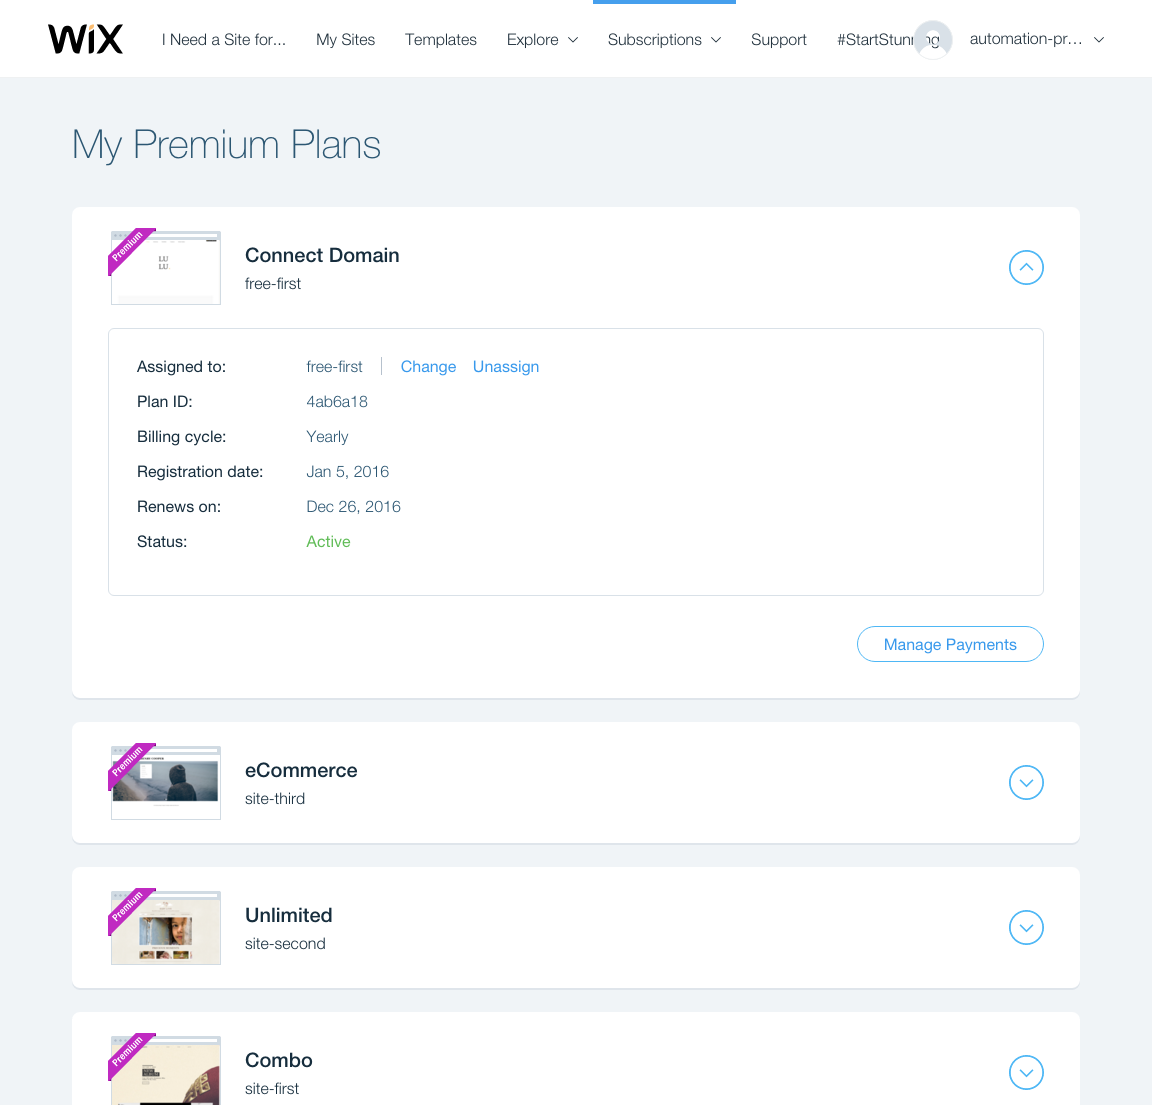 WiX
I Need a Site for... My Sites Templates Explore Subscriptions Support #StartStunning automation-pr...
My Premium Plans
Premium
Connect Domain
free-first
Assigned to: free-first Change Unassign
Plan ID: 4ab6a18
Billing cycle: Yearly
Registration date: Jan 5, 2016
Renews on: Dec 26, 2016
Status: Active
Manage Payments
Premium
eCommerce
site-third
Premium
Unlimited
site-second
Premium
Combo
site-first